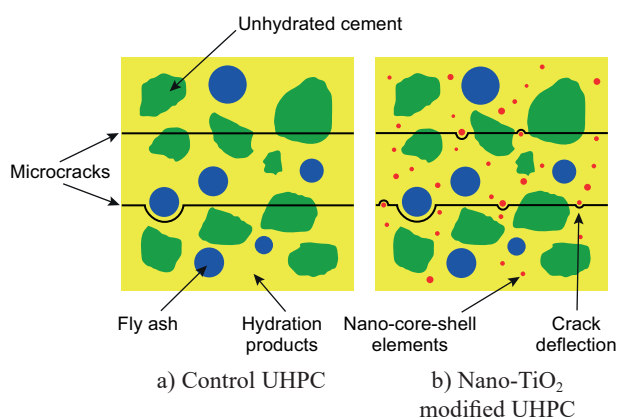 Unhydrated cement
Microcracks
Fly ash
Hydration
products
Nano-core-shell
elements
Crack
deflection
a) Control UHPC
b) Nano-TiO₂
modified UHPC